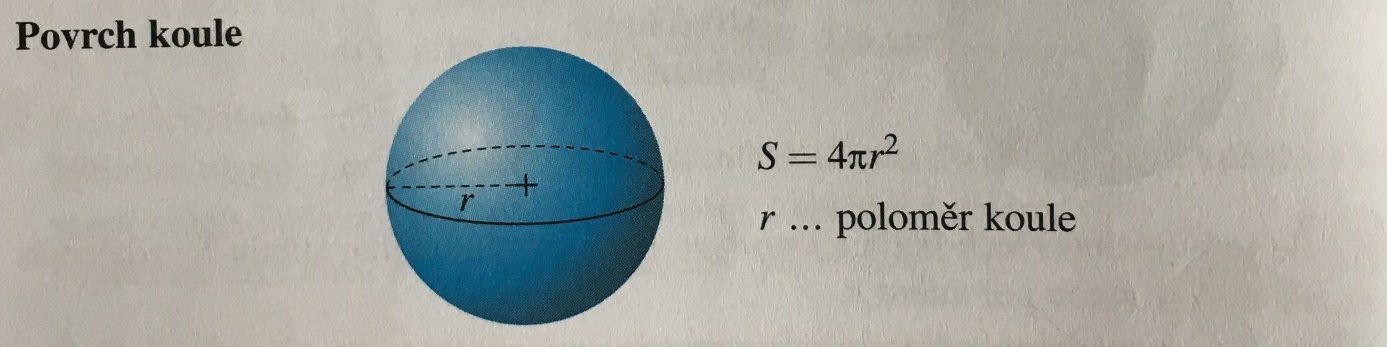 Povrch koule
r
S = 4πr²
r ... poloměr koule